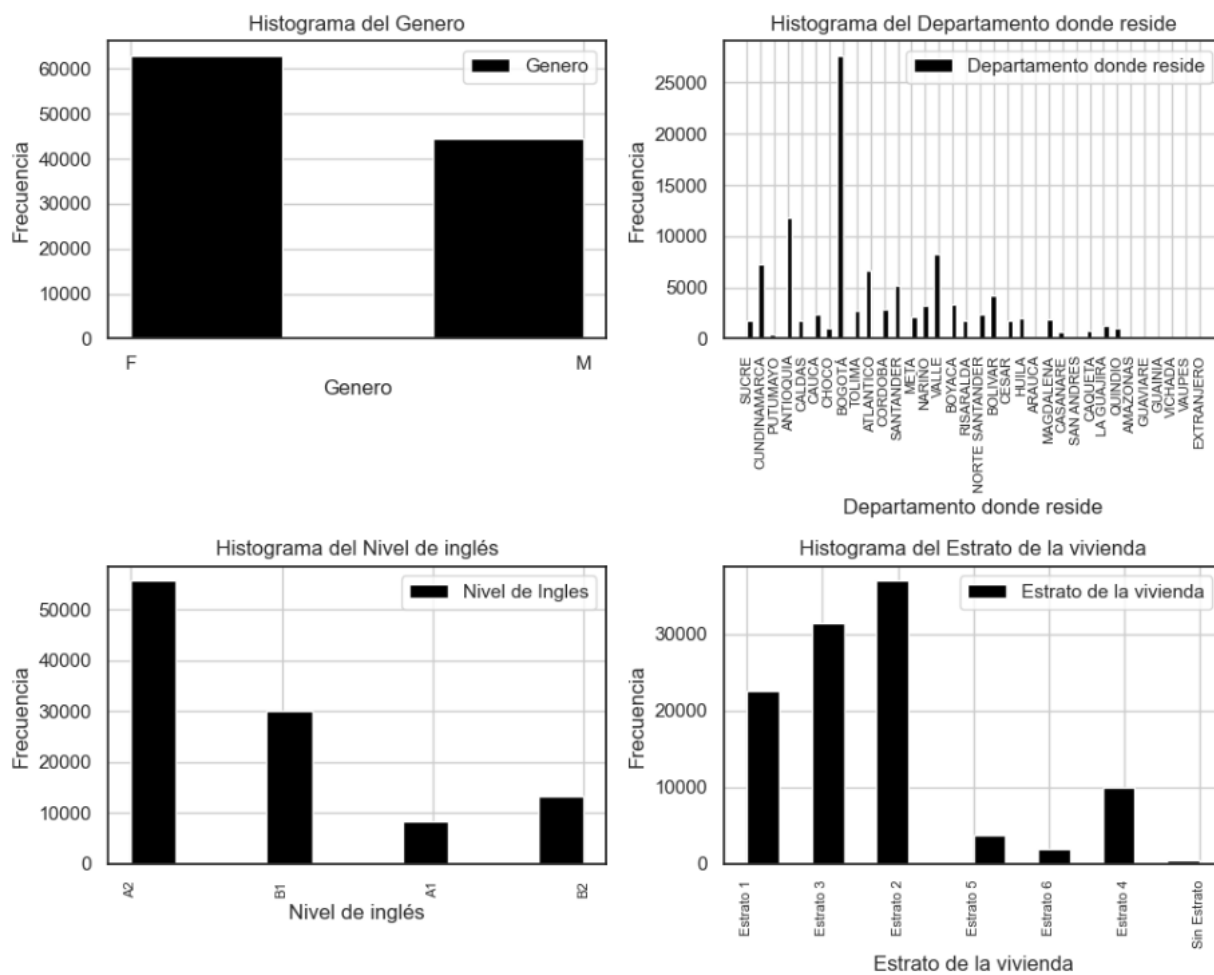 Histograma del Genero
Genero
60000
50000
40000
30000
20000
10000
0
Frecuencia
F
M
Genero
Histograma del Departamento donde reside
Departamento donde reside
25000
20000
15000
10000
5000
0
Frecuencia
SUCRE
CUNDINAMARCA
PUTUMAYO
ANTIOQUIA
CALDAS
CAUCA
CHOCO
BOGOTÁ
TOLIMA
ATLANTICO
CORDOBA
SANTANDER
META
NARIÑO
VALLE
BOYACA
RISARALDA
NORTE SANTANDER
BOLIVAR
CESAR
HUILA
ARAUCA
MAGDALENA
CASANARE
SAN ANDRES
CAQUETA
LA GUAJIRA
QUINDIO
AMAZONAS
GUAVIARE
GUAINIA
VICHADA
VAUPES
EXTRANJERO
Departamento donde reside
Histograma del Nivel de inglés
Nivel de Ingles
50000
40000
30000
20000
10000
0
Frecuencia
A2
B1
A1
B2
Nivel de inglés
Histograma del Estrato de la vivienda
Estrato de la vivienda
30000
20000
10000
0
Frecuencia
Estrato 1
Estrato 3
Estrato 2
Estrato 5
Estrato 6
Estrato 4
Sin Estrato
Estrato de la vivienda